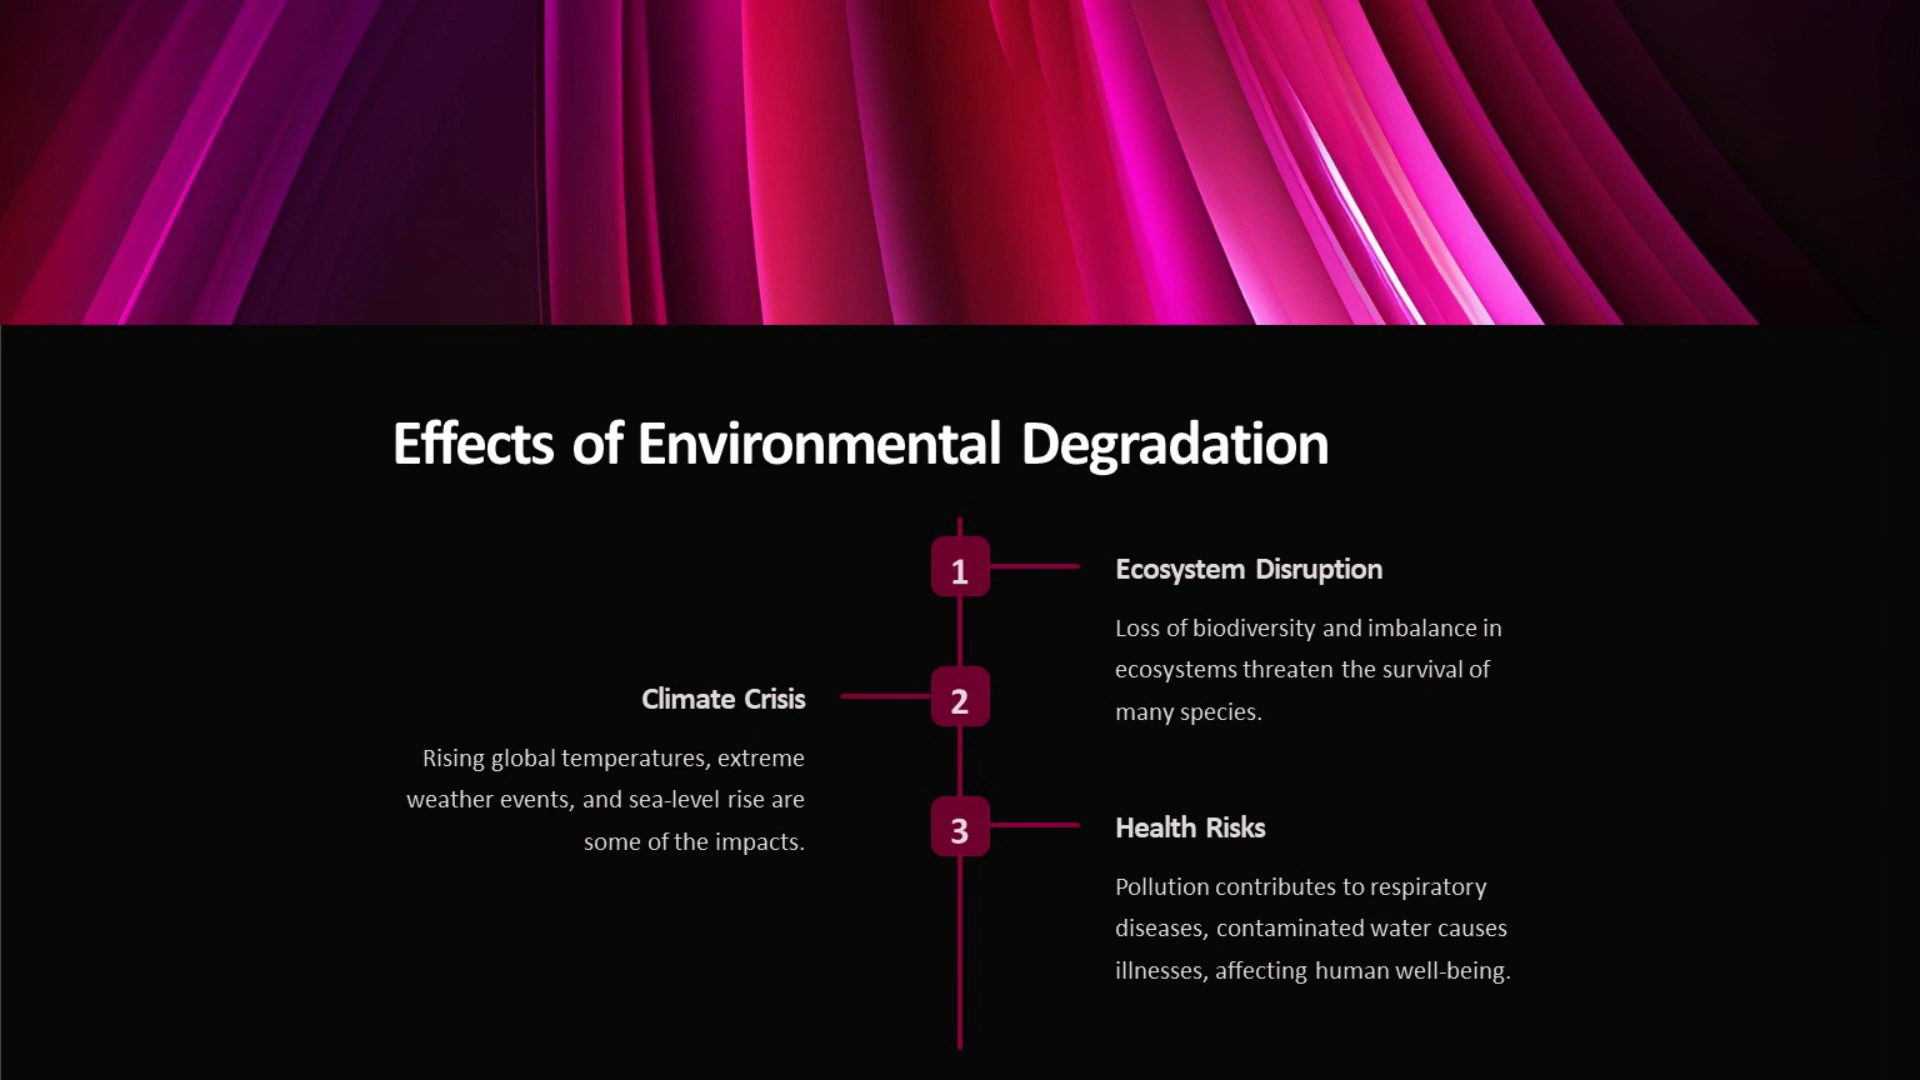 Effects of Environmental Degradation
1
Ecosystem Disruption
Loss of biodiversity and imbalance in
ecosystems threaten the survival of
many species.
2
Climate Crisis
Rising global temperatures, extreme
weather events, and sea-level rise are
some of the impacts.
3
Health Risks
Pollution contributes to respiratory
diseases, contaminated water causes
illnesses, affecting human well-being.